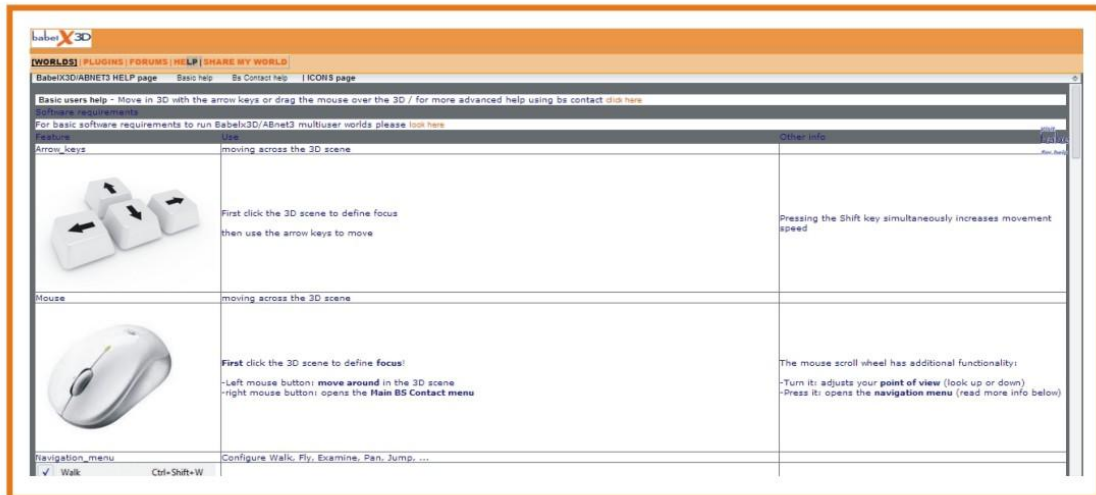 babelX3D
[WORLDS] | PLUGINS | FORUMS | HELP | SHARE MY WORLD
BabelX3D/ABNET3 HELP page Basic help Bs Contact help | ICONS page
Basic users help - Move in 3D with the arrow keys or drag the mouse over the 3D / for more advanced help using bs contact click here
Software requirements
For basic software requirements to run Babelx3D/ABnet3 multiuser worlds please look here
Feature Use Other info
Arrow_keys moving across the 3D scene
First click the 3D scene to define focus
then use the arrow keys to move
Pressing the Shift key simultaneously increases movement
speed
Mouse moving across the 3D scene
First click the 3D scene to define focus!
-Left mouse button: move around in the 3D scene
-right mouse button: opens the Main BS Contact menu
The mouse scroll wheel has additional functionality:
-Turn it: adjusts your point of view (look up or down)
-Press it: opens the navigation menu (read more info below)
Navigation_menu Configure Walk, Fly, Examine, Pan, Jump, ...
Walk Ctrl+Shift+W